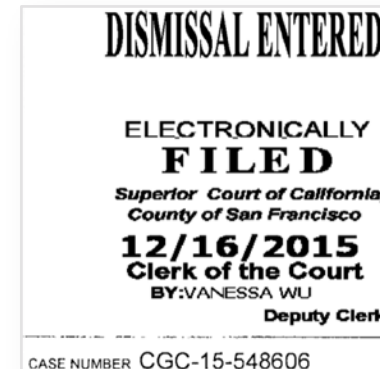 DISMISSAL ENTERED
ELECTRONICALLY
FILED
Superior Court of California,
County of San Francisco
12/16/2015
Clerk of the Court
BY:VANESSA WU
Deputy Clerk
CASE NUMBER CGC-15-548606